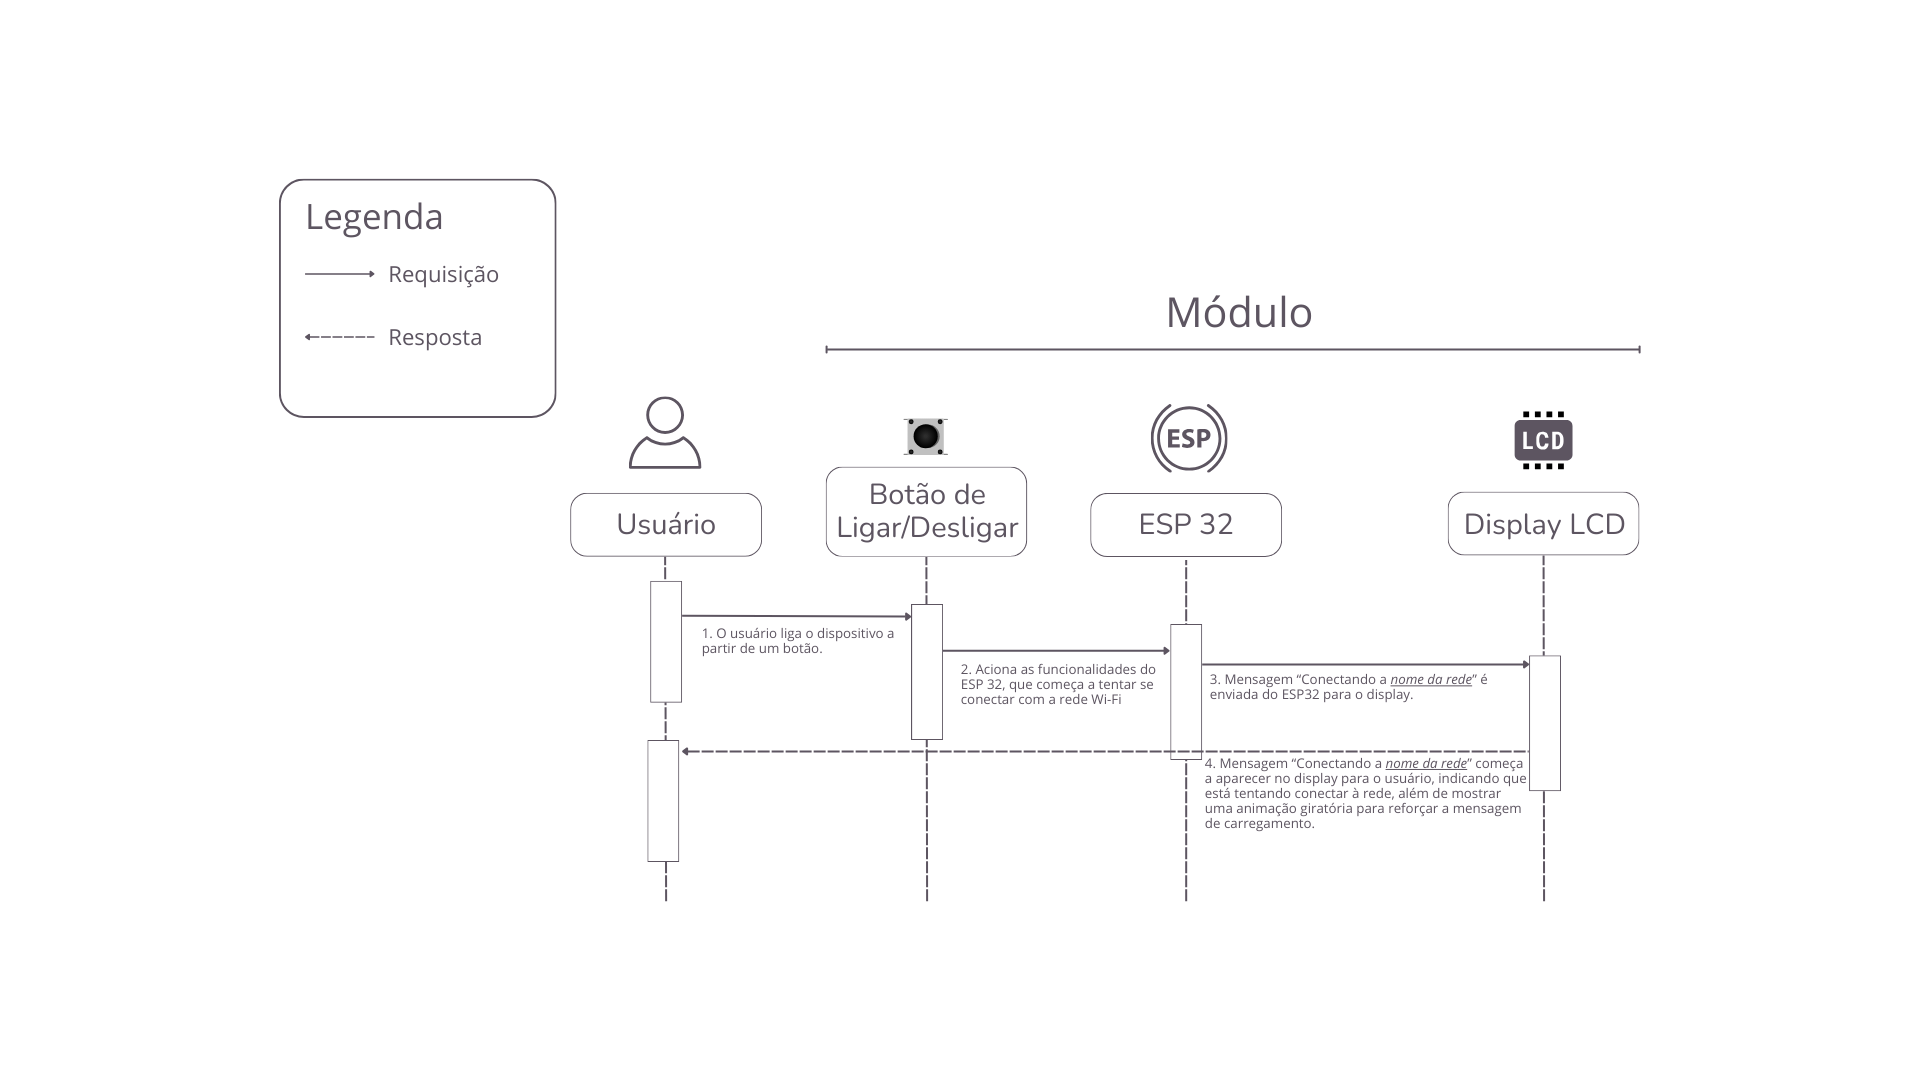 Legenda
Requisição
Resposta
Módulo
ESP
LCD
Usuário
Botão de
Ligar/Desligar
ESP 32
Display LCD
1. O usuário liga o dispositivo a
partir de um botão.
2. Aciona as funcionalidades do
ESP 32, que começa a tentar se
conectar com a rede Wi-Fi
3. Mensagem “Conectando a nome da rede” é
enviada do ESP32 para o display.
4. Mensagem “Conectando a nome da rede” começa
a aparecer no display para o usuário, indicando que
está tentando conectar à rede, além de mostrar
uma animação giratória para reforçar a mensagem
de carregamento.